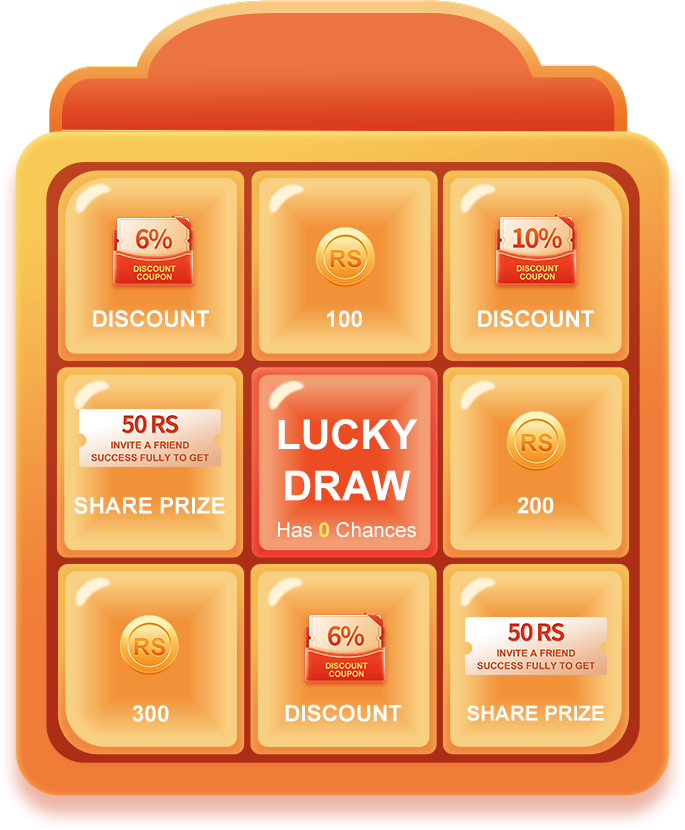 6%
DISCOUNT
COUPON
DISCOUNT
RS
100
10%
DISCOUNT
COUPON
DISCOUNT
50 RS
INVITE A FRIEND
SUCCESS FULLY TO GET
SHARE PRIZE
LUCKY
DRAW
Has 0 Chances
RS
200
RS
300
6%
DISCOUNT
COUPON
DISCOUNT
50 RS
INVITE A FRIEND
SUCCESS FULLY TO GET
SHARE PRIZE